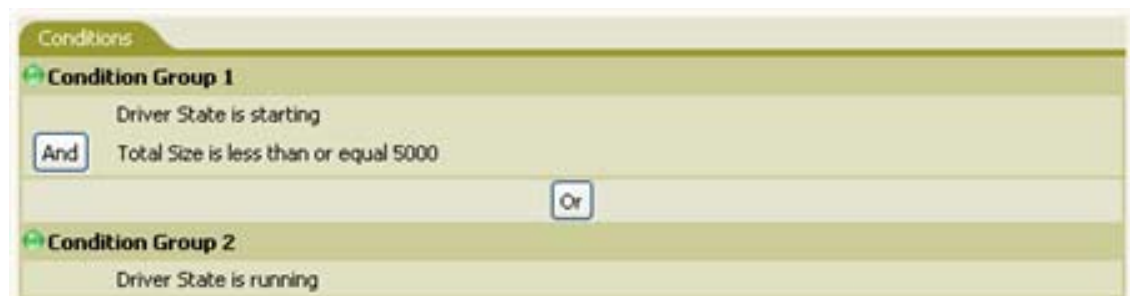 Conditions
Condition Group 1
Driver State is starting
And Total Size is less than or equal 5000
Or
Condition Group 2
Driver State is running